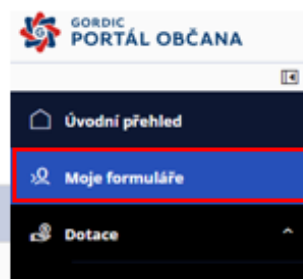 GORDIC
PORTÁL OBČANA
Úvodní přehled
Moje formuláře
Dotace